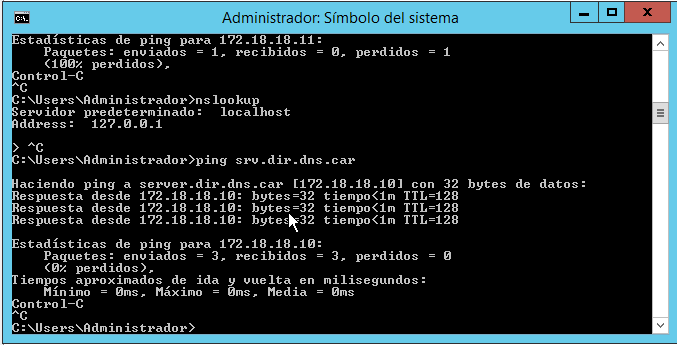 Administrador: Símbolo del sistema
Estadísticas de ping para 172.18.18.11:
Paquetes: enviados = 1, recibidos = 0, perdidos = 1
(100% perdidos),
Control-C
^C
C:\Users\Administrador>nslookup
Servidor predeterminado:  localhost
Address:  127.0.0.1
> ^C
C:\Users\Administrador>ping srv.dir.dns.car
Haciendo ping a server.dir.dns.car [172.18.18.10] con 32 bytes de datos:
Respuesta desde 172.18.18.10: bytes=32 tiempo<1m TTL=128
Respuesta desde 172.18.18.10: bytes=32 tiempo<1m TTL=128
Respuesta desde 172.18.18.10: bytes=32 tiempo<1m TTL=128
Estadísticas de ping para 172.18.18.10:
Paquetes: enviados = 3, recibidos = 3, perdidos = 0
(0% perdidos),
Tiempos aproximados de ida y vuelta en milisegundos:
Mínimo = 0ms, Máximo = 0ms, Media = 0ms
Control-C
^C
C:\Users\Administrador>